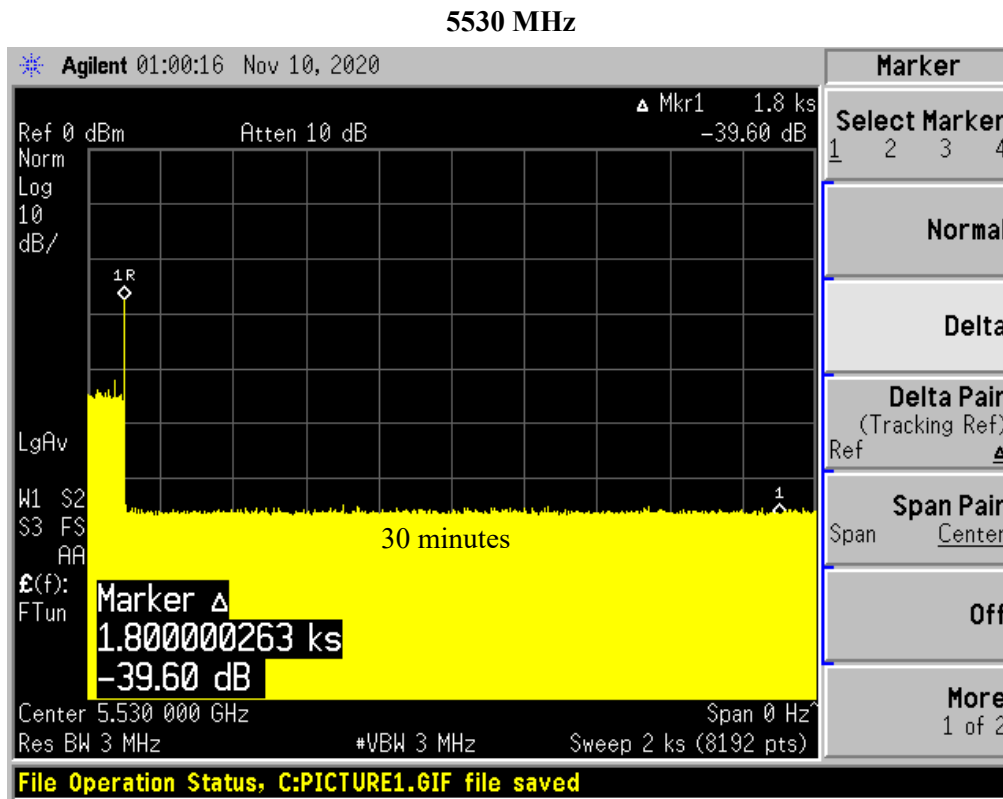 5530 MHz
Agilent 01:00:16 Nov 10, 2020
Marker
Δ Mkr1 1.8 ks
Ref 0 dBm Atten 10 dB -39.60 dB
Select Marker
1 2 3 4
Norm
Log
10
dB/
1R
Normal
Delta
Delta Pair
(Tracking Ref)
Ref Δ
LgAv
W1 S2
S3 FS
AA
1
30 minutes
Span Pair
Span Center
£(f):
FTun
Marker Δ
1.800000263 ks
-39.60 dB
Off
Center 5.530 000 GHz Span 0 Hz^
Res BW 3 MHz #VBW 3 MHz Sweep 2 ks (8192 pts)
More
1 of 2
File Operation Status, C:PICTURE1.GIF file saved